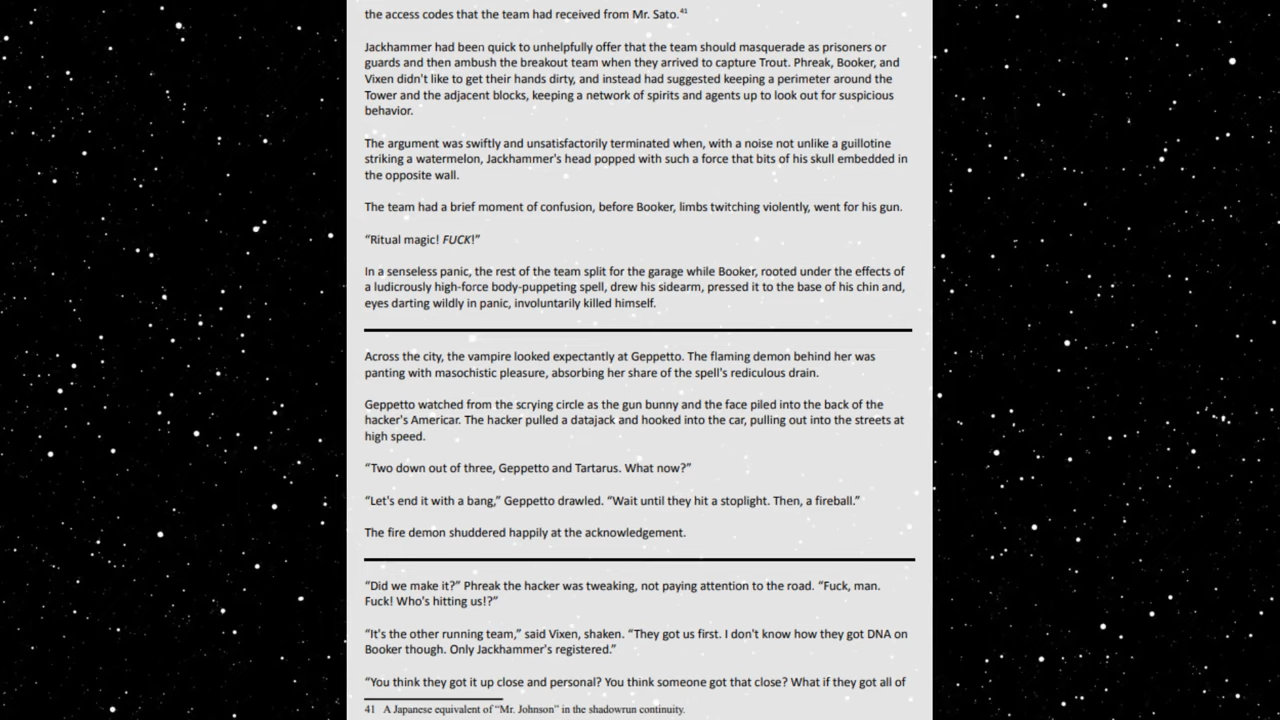 the access codes that the team had received from Mr. Sato.41
Jackhammer had been quick to unhelpfully offer that the team should masquerade as prisoners or
guards and then ambush the breakout team when they arrived to capture Trout. Phreak, Booker, and
Vixen didn't like to get their hands dirty, and instead had suggested keeping a perimeter around the
Tower and the adjacent blocks, keeping a network of spirits and agents up to look out for suspicious
behavior.
The argument was swiftly and unsatisfactorily terminated when, with a noise not unlike a guillotine
striking a watermelon, Jackhammer's head popped with such a force that bits of his skull embedded in
the opposite wall.
The team had a brief moment of confusion, before Booker, limbs twitching violently, went for his gun.
“Ritual magic! FUCK!”
In a senseless panic, the rest of the team split for the garage while Booker, rooted under the effects of
a ludicrously high-force body-puppeting spell, drew his sidearm, pressed it to the base of his chin and,
eyes darting wildly in panic, involuntarily killed himself.
Across the city, the vampire looked expectantly at Geppetto. The flaming demon behind her was
panting with masochistic pleasure, absorbing her share of the spell's rediculous drain.
Geppetto watched from the scrying circle as the gun bunny and the face piled into the back of the
hacker's Americar. The hacker pulled a datajack and hooked into the car, pulling out into the streets at
high speed.
“Two down out of three, Geppetto and Tartarus. What now?”
“Let's end it with a bang,” Geppetto drawled. “Wait until they hit a stoplight. Then, a fireball.”
The fire demon shuddered happily at the acknowledgement.
“Did we make it?” Phreak the hacker was tweaking, not paying attention to the road. “Fuck, man.
Fuck! Who's hitting us!?”
“It's the other running team,” said Vixen, shaken. “They got us first. I don't know how they got DNA on
Booker though. Only Jackhammer's registered.”
“You think they got it up close and personal? You think someone got that close? What if they got all of
41 A Japanese equivalent of “Mr. Johnson” in the shadowrun continuity.